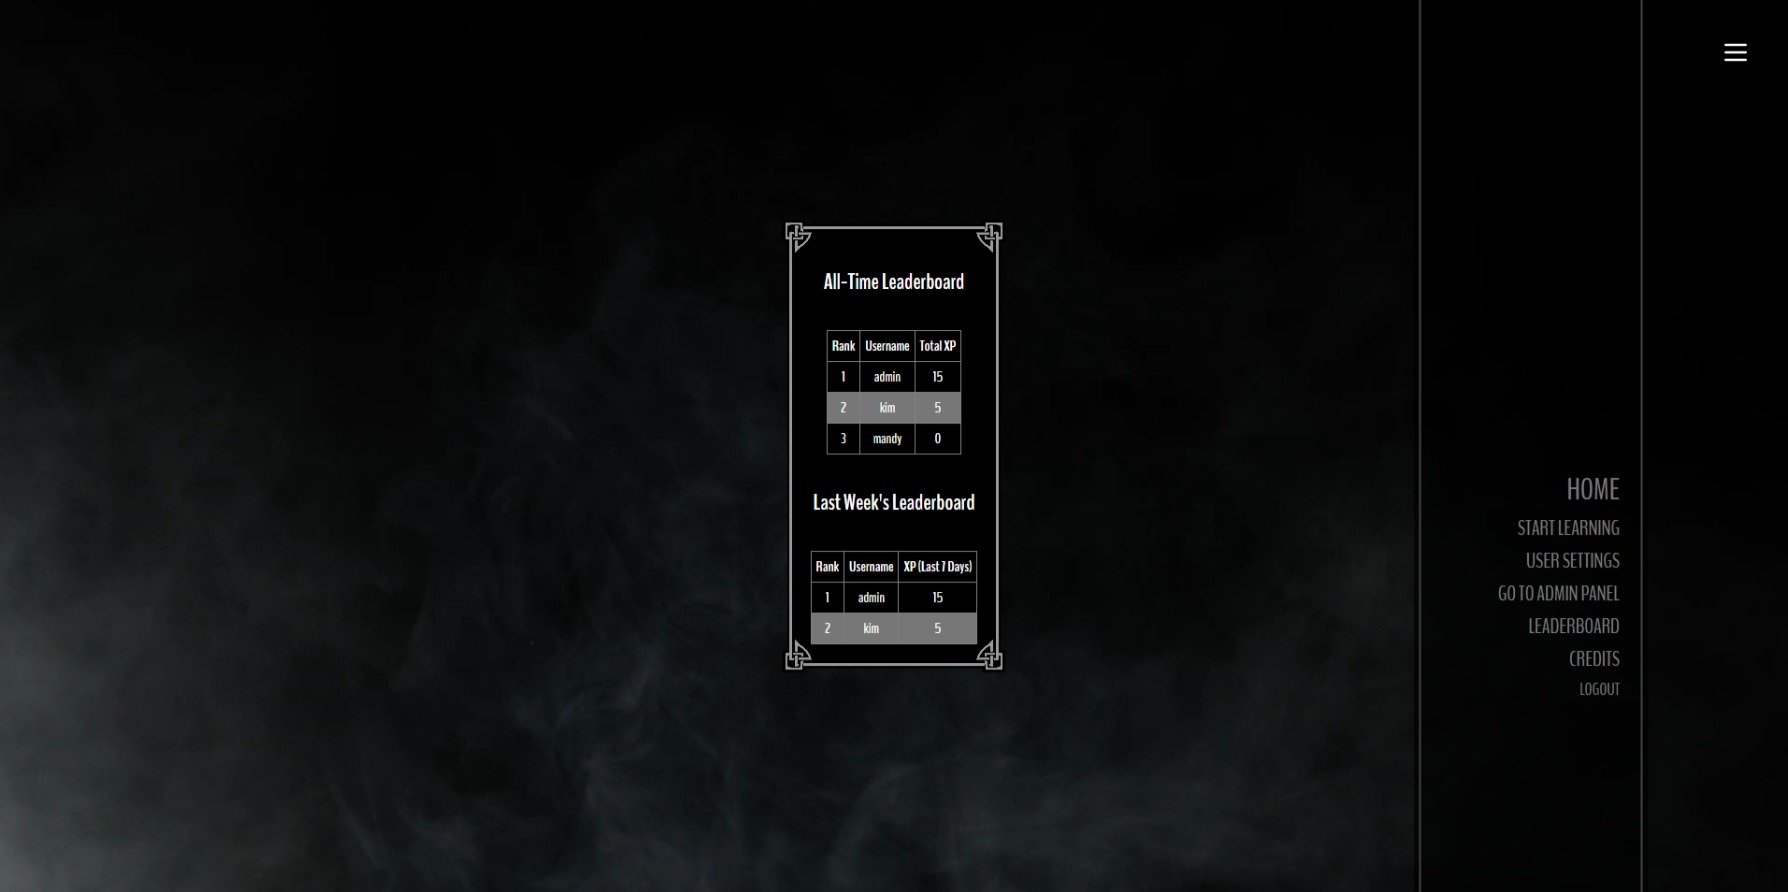 All-Time Leaderboard
Rank Username Total XP
1 admin 15
2 kim 5
3 mandy 0
Last Week's Leaderboard
Rank Username XP (Last 7 Days)
1 admin 15
2 kim 5
HOME
START LEARNING
USER SETTINGS
GO TO ADMIN PANEL
LEADERBOARD
CREDITS
LOGOUT